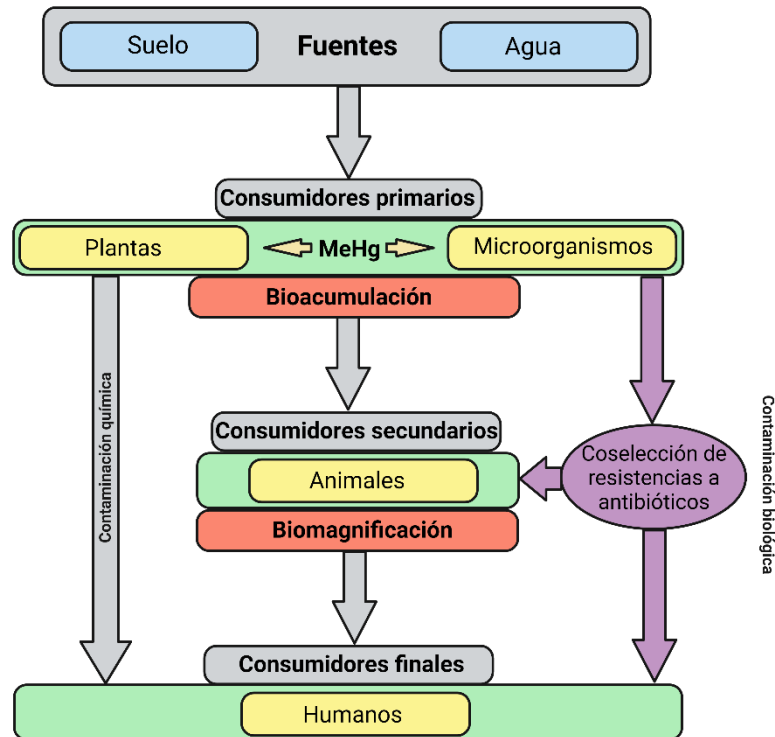 Suelo Fuentes Agua
Consumidores primarios
Plantas MeHg Microorganismos
Bioacumulación
Contaminación química
Consumidores secundarios
Animales
Biomagnificación
Coselección de
resistencias a
antibióticos
Contaminación biológica
Consumidores finales
Humanos